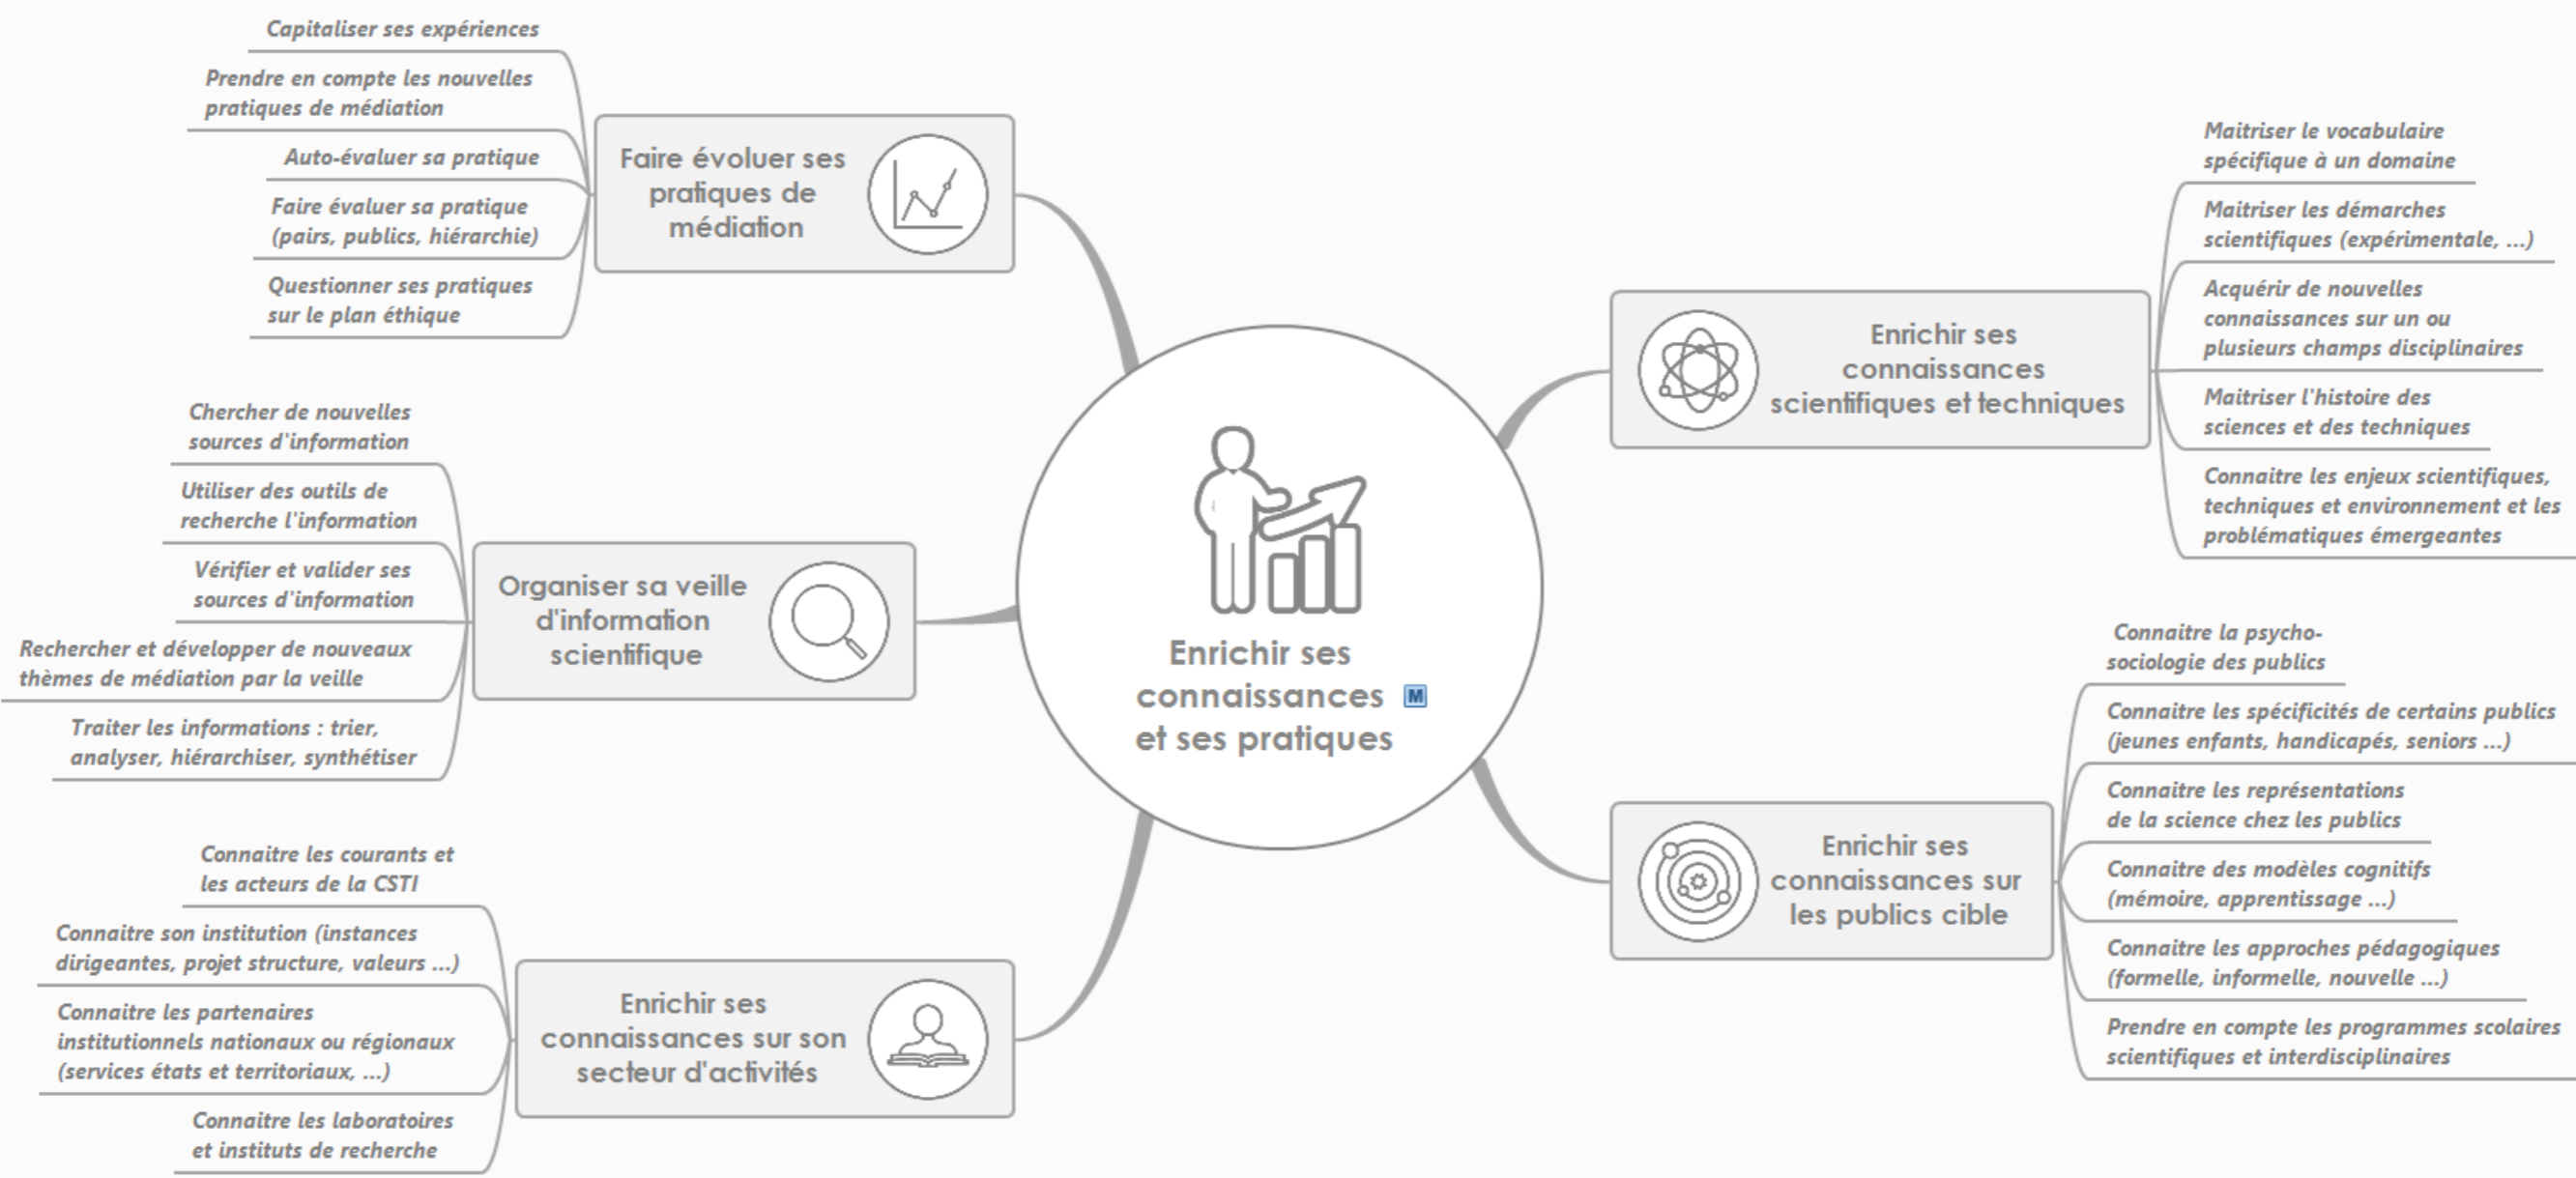 Capitaliser ses expériences
Prendre en compte les nouvelles
pratiques de médiation
Auto-évaluer sa pratique
Faire évaluer sa pratique
(pairs, publics, hiérarchie)
Questionner ses pratiques
sur le plan éthique
Faire évoluer ses
pratiques de
médiation
Chercher de nouvelles
sources d'information
Utiliser des outils de
recherche l'information
Vérifier et valider ses
sources d'information
Rechercher et développer de nouveaux
thèmes de médiation par la veille
Traiter les informations : trier,
analyser, hiérarchiser, synthétiser
Organiser sa veille
d'information
scientifique
Connaitre les courants et
les acteurs de la CSTI
Connaitre son institution (instances
dirigeantes, projet structure, valeurs ...)
Connaitre les partenaires
institutionnels nationaux ou régionaux
(services états et territoriaux, ...)
Connaitre les laboratoires
et instituts de recherche
Enrichir ses
connaissances sur son
secteur d'activités
Enrichir ses
connaissances M
et ses pratiques
Enrichir ses
connaissances
scientifiques et techniques
Maitriser le vocabulaire
spécifique à un domaine
Maitriser les démarches
scientifiques (expérimentale, ...)
Acquérir de nouvelles
connaissances sur un ou
plusieurs champs disciplinaires
Maitriser l'histoire des
sciences et des techniques
Connaitre les enjeux scientifiques,
techniques et environnement et les
problématiques émergeantes
Enrichir ses
connaissances sur
les publics cible
Connaitre la psycho-
sociologie des publics
Connaitre les spécificités de certains publics
(jeunes enfants, handicapés, seniors ...)
Connaitre les représentations
de la science chez les publics
Connaitre des modèles cognitifs
(mémoire, apprentissage ...)
Connaitre les approches pédagogiques
(formelle, informelle, nouvelle ...)
Prendre en compte les programmes scolaires
scientifiques et interdisciplinaires